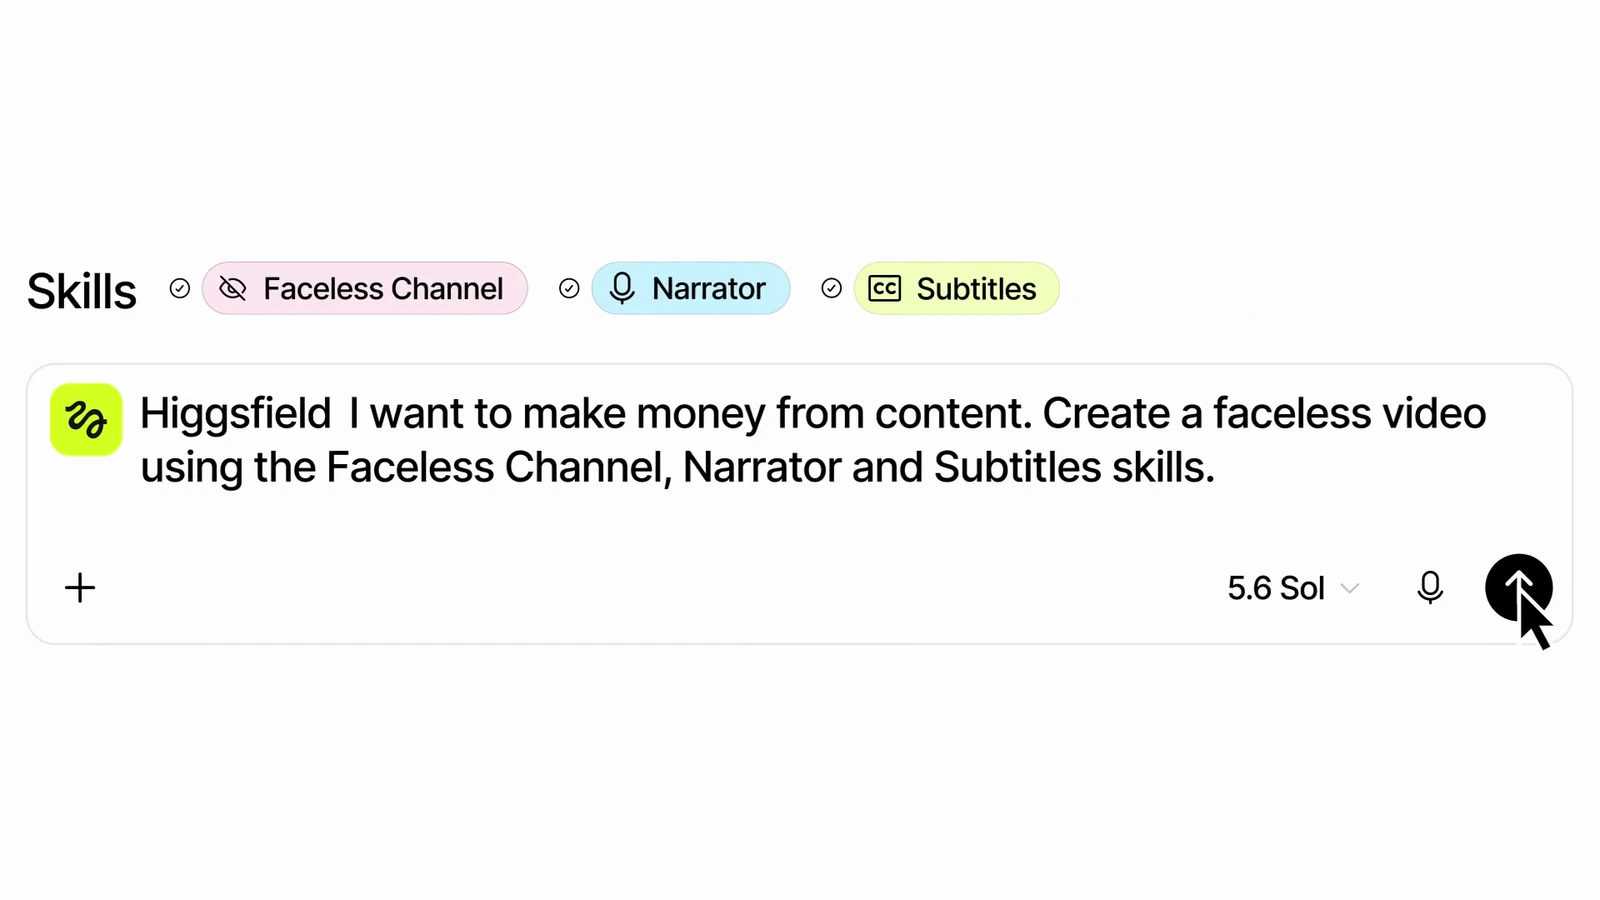 Skills
Faceless Channel
Narrator
CC Subtitles
Higgsfield I want to make money from content. Create a faceless video
using the Faceless Channel, Narrator and Subtitles skills.
5.6 Sol